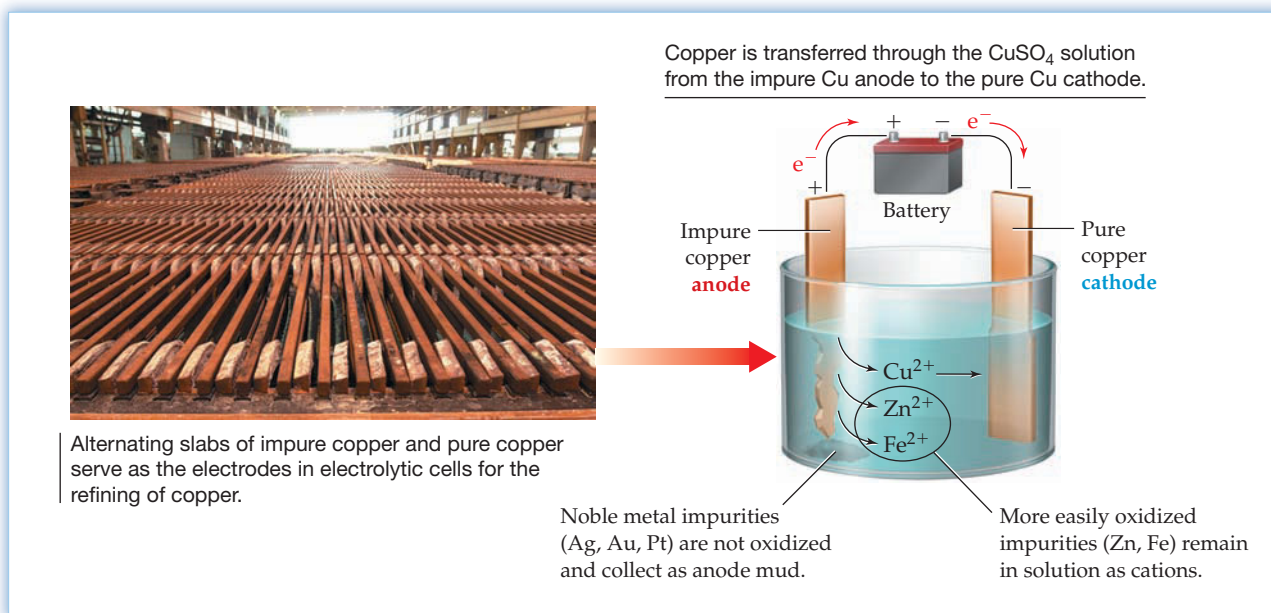 Copper is transferred through the CuSO₄ solution
from the impure Cu anode to the pure Cu cathode.
+ − e⁻
e⁻
+ −
Battery
Impure
copper
anode
Pure
copper
cathode
Cu²⁺
Zn²⁺
Fe²⁺
Alternating slabs of impure copper and pure copper
serve as the electrodes in electrolytic cells for the
refining of copper.
Noble metal impurities
(Ag, Au, Pt) are not oxidized
and collect as anode mud.
More easily oxidized
impurities (Zn, Fe) remain
in solution as cations.